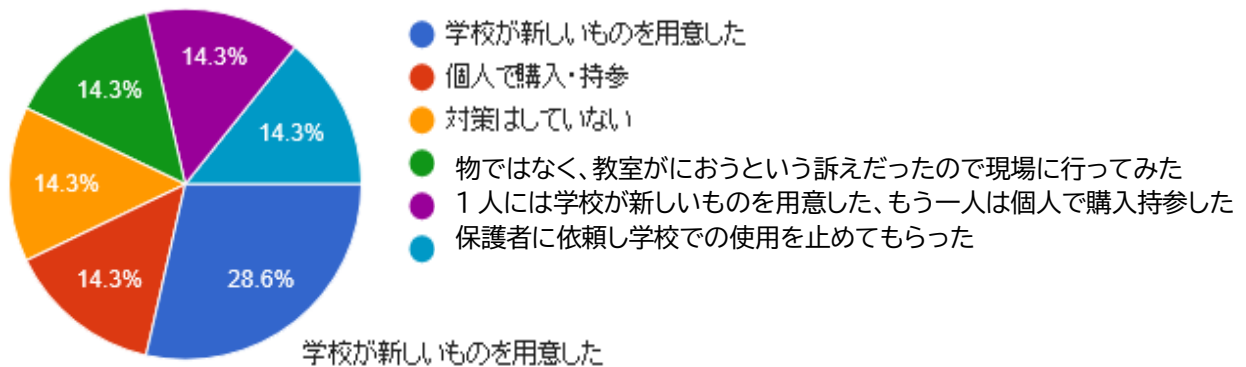 14.3%
14.3%
14.3%
14.3%
14.3%
28.6%
学校が新しいものを用意した
個人で購入・持参
対策はしていない
物ではなく、教室がにおうという訴えだったので現場に行ってみた
1人には学校が新しいものを用意した、もう一人は個人で購入持参した
保護者に依頼し学校での使用を止めてもらった
学校が新しいものを用意した